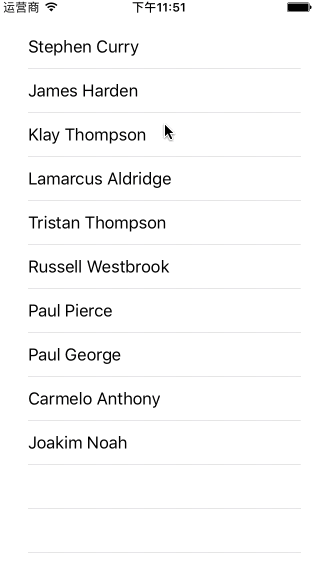 运营商 下午11:51
Stephen Curry
James Harden
Klay Thompson
Lamarcus Aldridge
Tristan Thompson
Russell Westbrook
Paul Pierce
Paul George
Carmelo Anthony
Joakim Noah